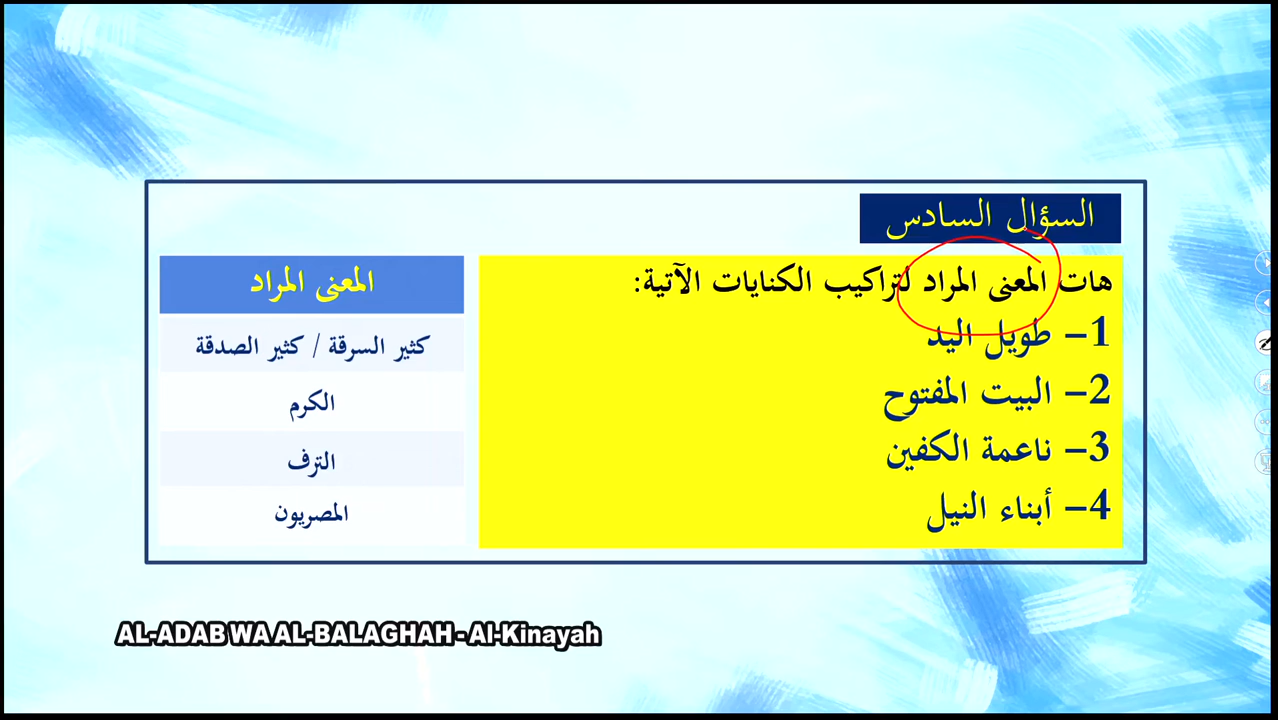 السؤال السادس
هات المعنى المراد لتراكيب الكنايات الآتية:
1- طويل اليد
2- البيت المفتوح
3- ناعمة الكفين
4- أبناء النيل
المعنى المراد
كثير السرقة / كثير الصدقة
الكرم
الترف
المصريون
AL-ADAB WA AL-BALAGHAH - Al-Kinayah